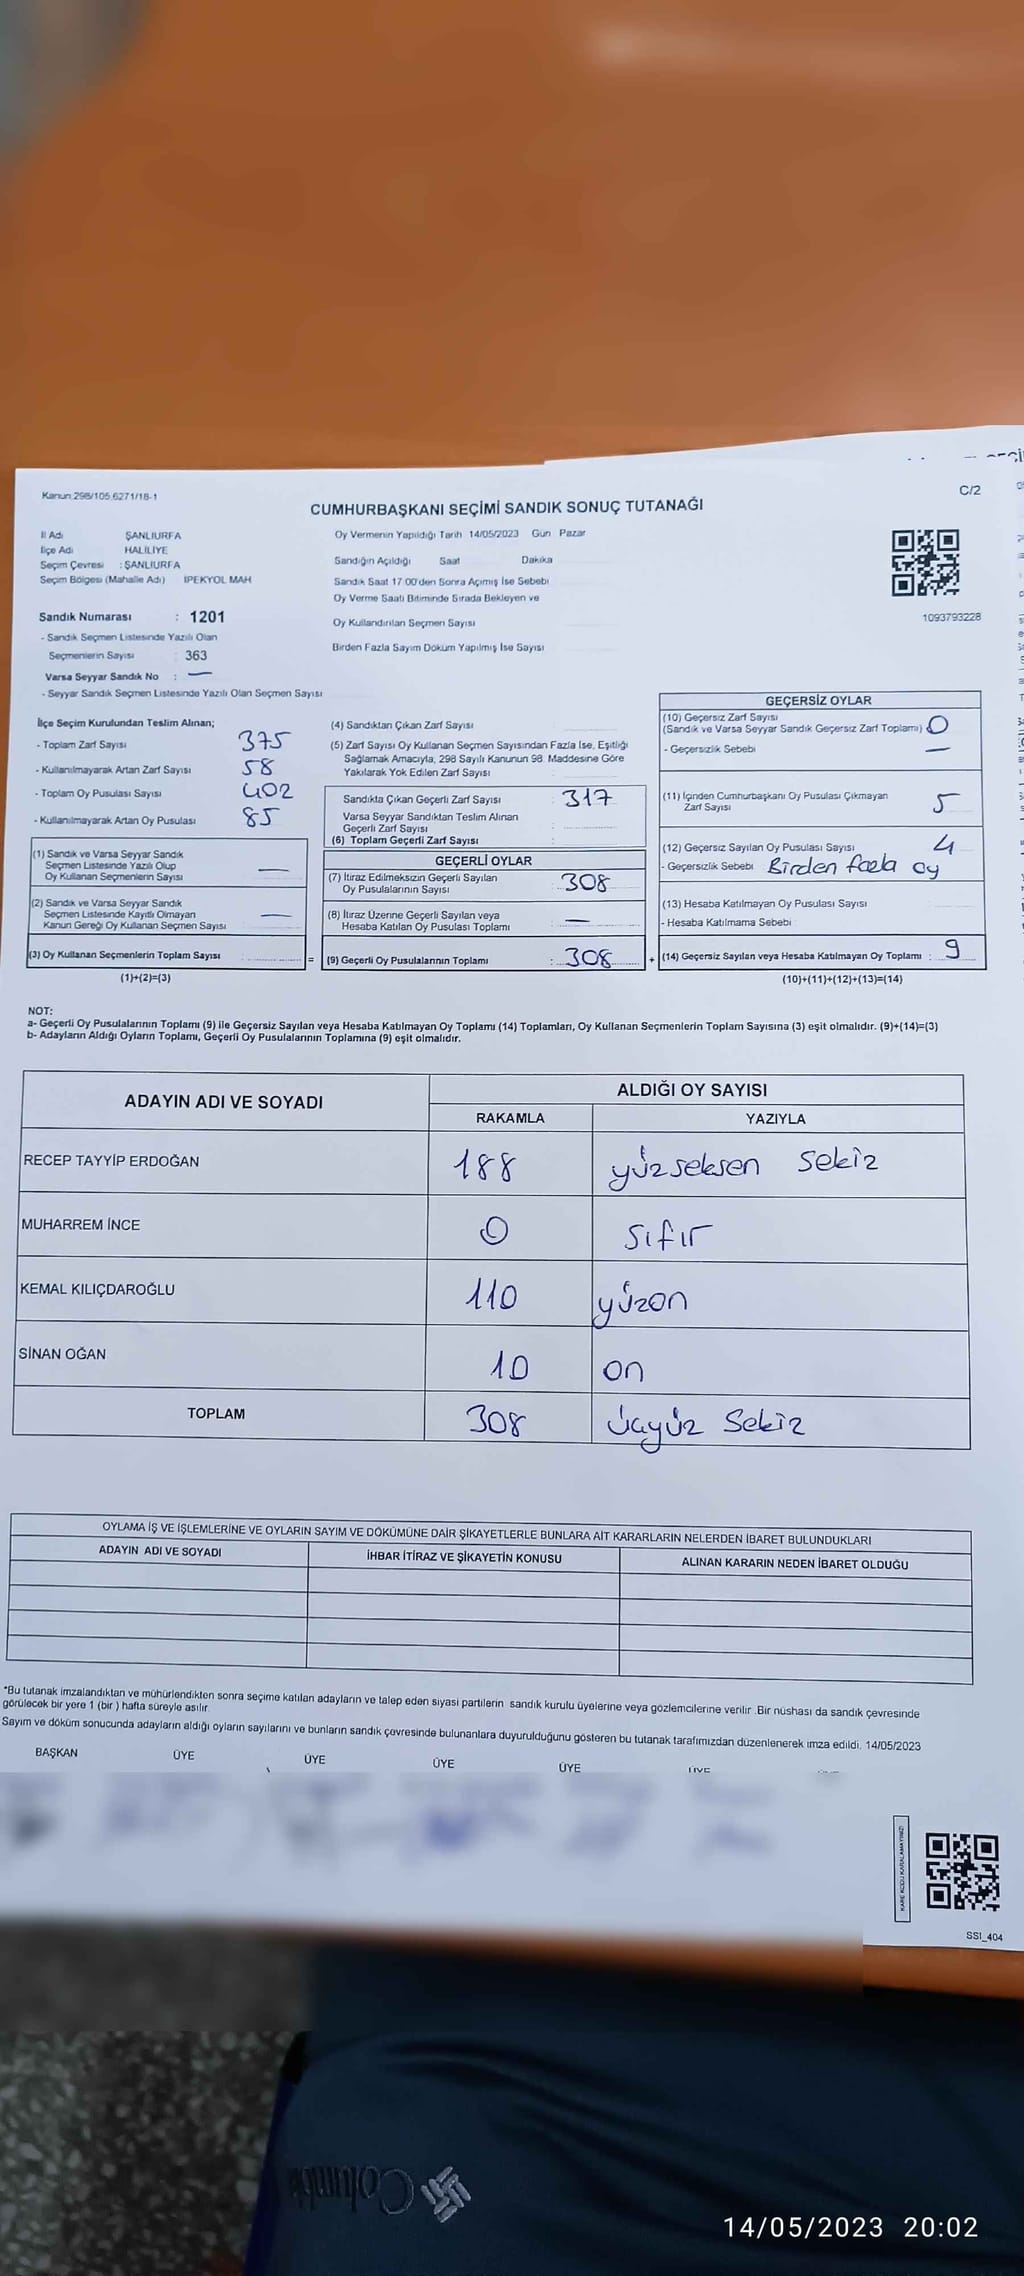 Kanun 298/105,6271/18-1
C/2
CUMHURBAŞKANI SEÇİMİ SANDIK SONUÇ TUTANAĞI
İl Adı ŞANLIURFA
İlçe Adı HALİLİYE
Seçim Çevresi : ŞANLIURFA
Seçim Bölgesi (Mahalle Adı) İPEKYOL MAH
Sandık Numarası : 1201
- Sandık Seçmen Listesinde Yazılı Olan
Seçmenlerin Sayısı : 363
Varsa Seyyar Sandık No : —
- Seyyar Sandık Seçmen Listesinde Yazılı Olan Seçmen Sayısı
Oy Vermenin Yapıldığı Tarih 14/05/2023 Gün Pazar
Sandığın Açıldığı Saat Dakika
Sandık Saat 17:00'den Sonra Açımış İse Sebebi
Oy Verme Saati Bitiminde Sırada Bekleyen ve
Oy Kullandırılan Seçmen Sayısı
Birden Fazla Sayım Döküm Yapılmış İse Sayısı
1093793228
İlçe Seçim Kurulundan Teslim Alınan;
- Toplam Zarf Sayısı 375
- Kullanılmayarak Artan Zarf Sayısı 58
- Toplam Oy Pusulası Sayısı 402
- Kullanılmayarak Artan Oy Pusulası 85
(1) Sandık ve Varsa Seyyar Sandık
Seçmen Listesinde Yazılı Olup
Oy Kullanan Seçmenlerin Sayısı —
(2) Sandık ve Varsa Seyyar Sandık
Seçmen Listesinde Kayıtlı Olmayan
Kanun Gereği Oy Kullanan Seçmen Sayısı —
(3) Oy Kullanan Seçmenlerin Toplam Sayısı =
(1)+(2)=(3)
(4) Sandıktan Çıkan Zarf Sayısı
(5) Zarf Sayısı Oy Kullanan Seçmen Sayısından Fazla İse, Eşitliği
Sağlamak Amacıyla, 298 Sayılı Kanunun 98. Maddesine Göre
Yakılarak Yok Edilen Zarf Sayısı
Sandıkta Çıkan Geçerli Zarf Sayısı : 317
Varsa Seyyar Sandıktan Teslim Alınan
Geçerli Zarf Sayısı :
(6) Toplam Geçerli Zarf Sayısı :
GEÇERLİ OYLAR
(7) İtiraz Edilmeksizin Geçerli Sayılan
Oy Pusulalarının Sayısı : 308
(8) İtiraz Üzerine Geçerli Sayılan veya
Hesaba Katılan Oy Pusulası Toplamı : —
(9) Geçerli Oy Pusulalarının Toplamı : 308 +
GEÇERSİZ OYLAR
(10) Geçersiz Zarf Sayısı
(Sandık ve Varsa Seyyar Sandık Geçersiz Zarf Toplamı) 0
- Geçersizlik Sebebi —
(11) İçinden Cumhurbaşkanı Oy Pusulası Çıkmayan
Zarf Sayısı 5
(12) Geçersiz Sayılan Oy Pusulası Sayısı 4
- Geçersizlik Sebebi Birden fazla oy
(13) Hesaba Katılmayan Oy Pusulası Sayısı
- Hesaba Katılmama Sebebi
(14) Geçersiz Sayılan veya Hesaba Katılmayan Oy Toplamı : 9
(10)+(11)+(12)+(13)=(14)
NOT:
a- Geçerli Oy Pusulalarının Toplamı (9) ile Geçersiz Sayılan veya Hesaba Katılmayan Oy Toplamı (14) Toplamları, Oy Kullanan Seçmenlerin Toplam Sayısına (3) eşit olmalıdır. (9)+(14)=(3)
b- Adayların Aldığı Oyların Toplamı, Geçerli Oy Pusulalarının Toplamına (9) eşit olmalıdır.
ADAYIN ADI VE SOYADI
ALDIĞI OY SAYISI
RAKAMLA YAZIYLA
RECEP TAYYİP ERDOĞAN 188 yüzseksen sekiz
MUHARREM İNCE 0 sıfır
KEMAL KILIÇDAROĞLU 110 yüzon
SİNAN OĞAN 10 on
TOPLAM 308 üçyüz sekiz
OYLAMA İŞ VE İŞLEMLERİNE VE OYLARIN SAYIM VE DÖKÜMÜNE DAİR ŞİKAYETLERLE BUNLARA AİT KARARLARIN NELERDEN İBARET BULUNDUKLARI
ADAYIN ADI VE SOYADI İHBAR İTİRAZ VE ŞİKAYETİN KONUSU ALINAN KARARIN NEDEN İBARET OLDUĞU
*Bu tutanak imzalandıktan ve mühürlendikten sonra seçime katılan adayların ve talep eden siyasi partilerin sandık kurulu üyelerine veya gözlemcilerine verilir .Bir nüshası da sandık çevresinde
görülecek bir yere 1 (bir ) hafta süreyle asılır.
Sayım ve döküm sonucunda adayların aldığı oyların sayılarını ve bunların sandık çevresinde bulunanlara duyurulduğunu gösteren bu tutanak tarafımızdan düzenlenerek imza edildi. 14/05/2023
BAŞKAN ÜYE ÜYE ÜYE ÜYE ÜYE
KARE KODU KARALAMAYINIZ!
SSI_404
Columbia
14/05/2023 20:02